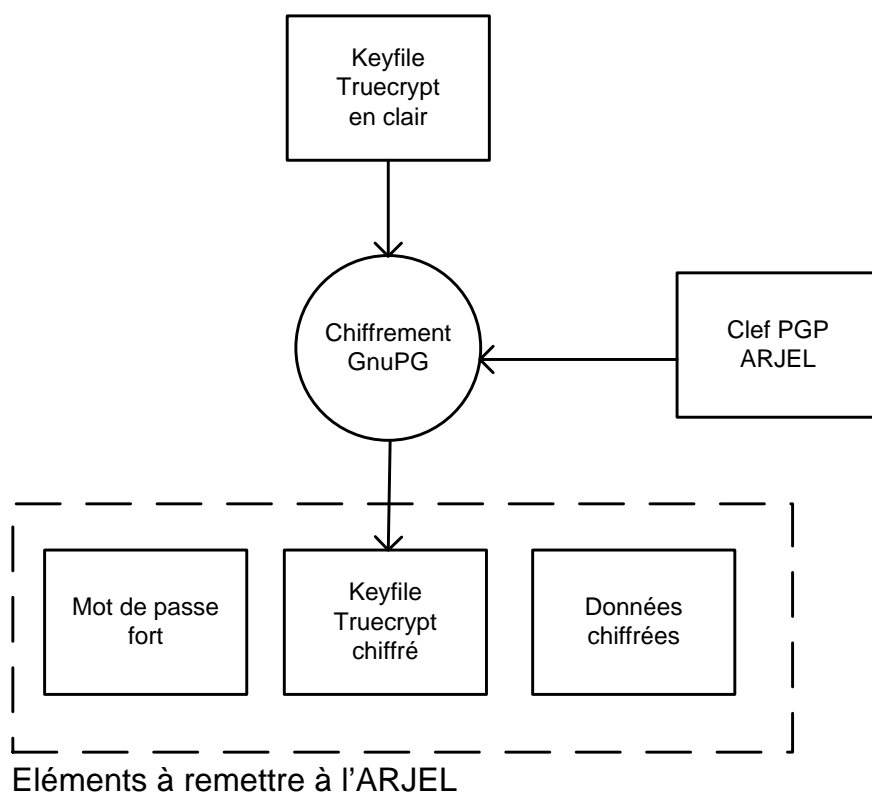 Keyfile
Truecrypt
en clair
Chiffrement
GnuPG
Clef PGP
ARJEL
Mot de passe
fort
Keyfile
Truecrypt
chiffré
Données
chiffrées
Eléments à remettre à l’ARJEL